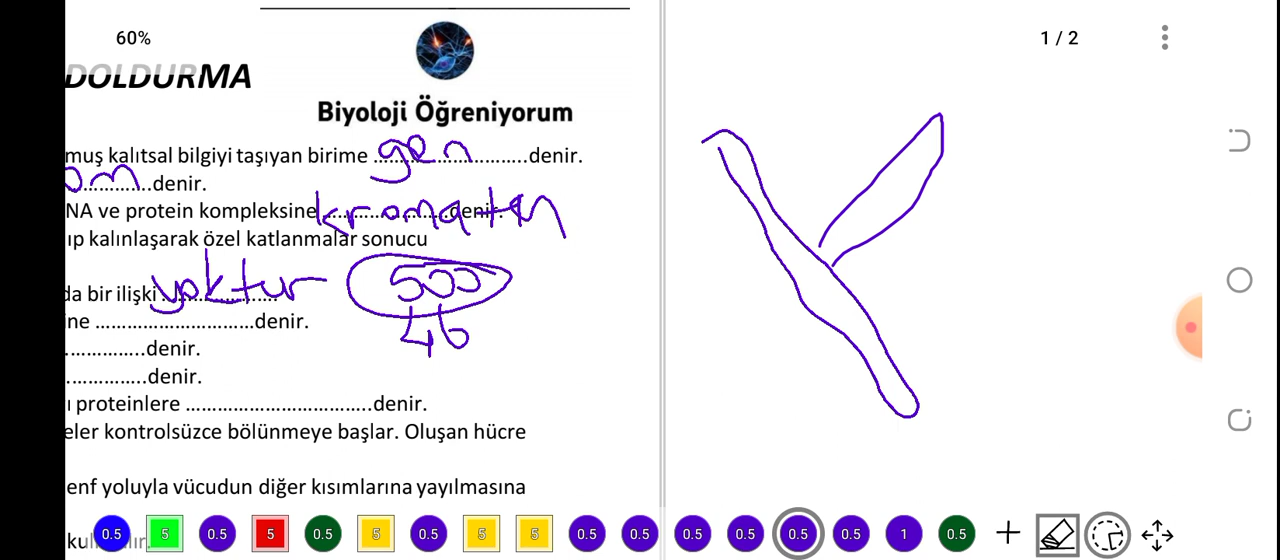 60%
1 / 2
DOLDURMA
Biyoloji Öğreniyorum
muş kalıtsal bilgiyi taşıyan birime ...gen...denir.
om...denir.
NA ve protein kompleksine kromatin denir
ıp kalınlaşarak özel katlanmalar sonucu
da bir ilişki yoktur 500
46
ine ................................denir.
................denir.
................denir.
ı proteinlere ....................................denir.
eler kontrolsüzce bölünmeye başlar. Oluşan hücre
enf yoluyla vücudun diğer kısımlarına yayılmasına
0.5 5 0.5 5 0.5 5 0.5 5 5 0.5 0.5 0.5 0.5 0.5 0.5 1 0.5